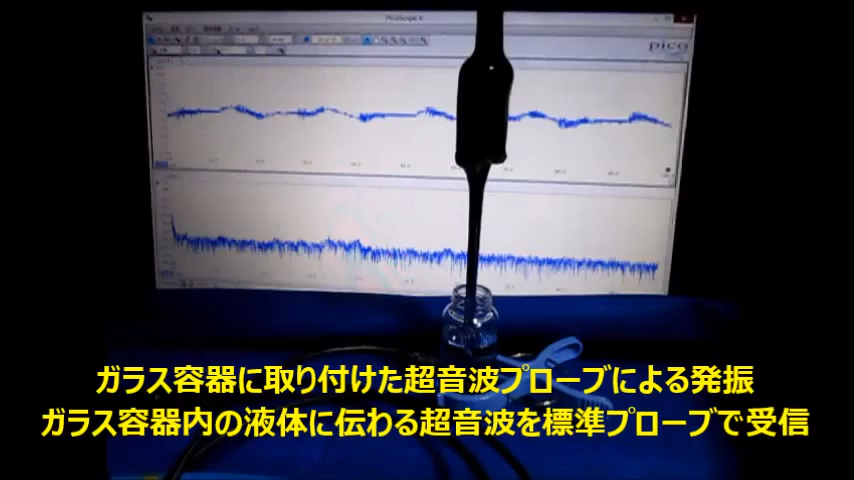 PicoScope 6
pico
ガラス容器に取り付けた超音波プローブによる発振
ガラス容器内の液体に伝わる超音波を標準プローブで受信